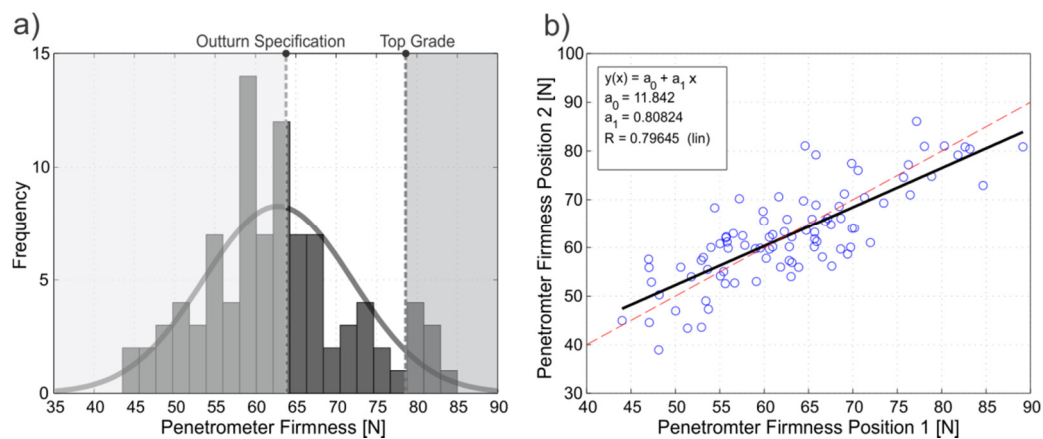 a)
Outturn Specification
Top Grade
15
10
5
0
Frequency
35 40 45 50 55 60 65 70 75 80 85 90
Penetrometer Firmness [N]
b)
100
90
80
70
60
50
40
30
Penetromter Firmness Position 2 [N]
y(x) = a0 + a1 x
a0 = 11.842
a1 = 0.80824
R = 0.79645 (lin)
40 45 50 55 60 65 70 75 80 85 90
Penetromter Firmness Position 1 [N]